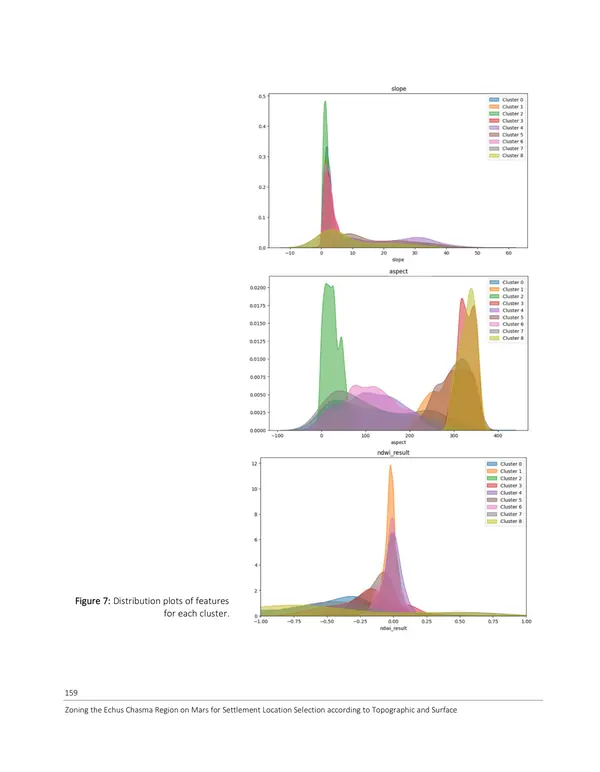 slope
0.5
0.4
0.3
0.2
0.1
0.0
Cluster 0
Cluster 1
Cluster 2
Cluster 3
Cluster 4
Cluster 5
Cluster 6
Cluster 7
Cluster 8
−10 0 10 20 30 40 50 60
slope
aspect
0.0200
0.0175
0.0150
0.0125
0.0100
0.0075
0.0050
0.0025
0.0000
Cluster 0
Cluster 1
Cluster 2
Cluster 3
Cluster 4
Cluster 5
Cluster 6
Cluster 7
Cluster 8
−100 0 100 200 300 400
aspect
ndwi_result
12
10
8
6
4
2
0
Cluster 0
Cluster 1
Cluster 2
Cluster 3
Cluster 4
Cluster 5
Cluster 6
Cluster 7
Cluster 8
−1.00 −0.75 −0.50 −0.25 0.00 0.25 0.50 0.75 1.00
ndwi_result
Figure 7: Distribution plots of features
for each cluster.
159
Zoning the Echus Chasma Region on Mars for Settlement Location Selection according to Topographic and Surface